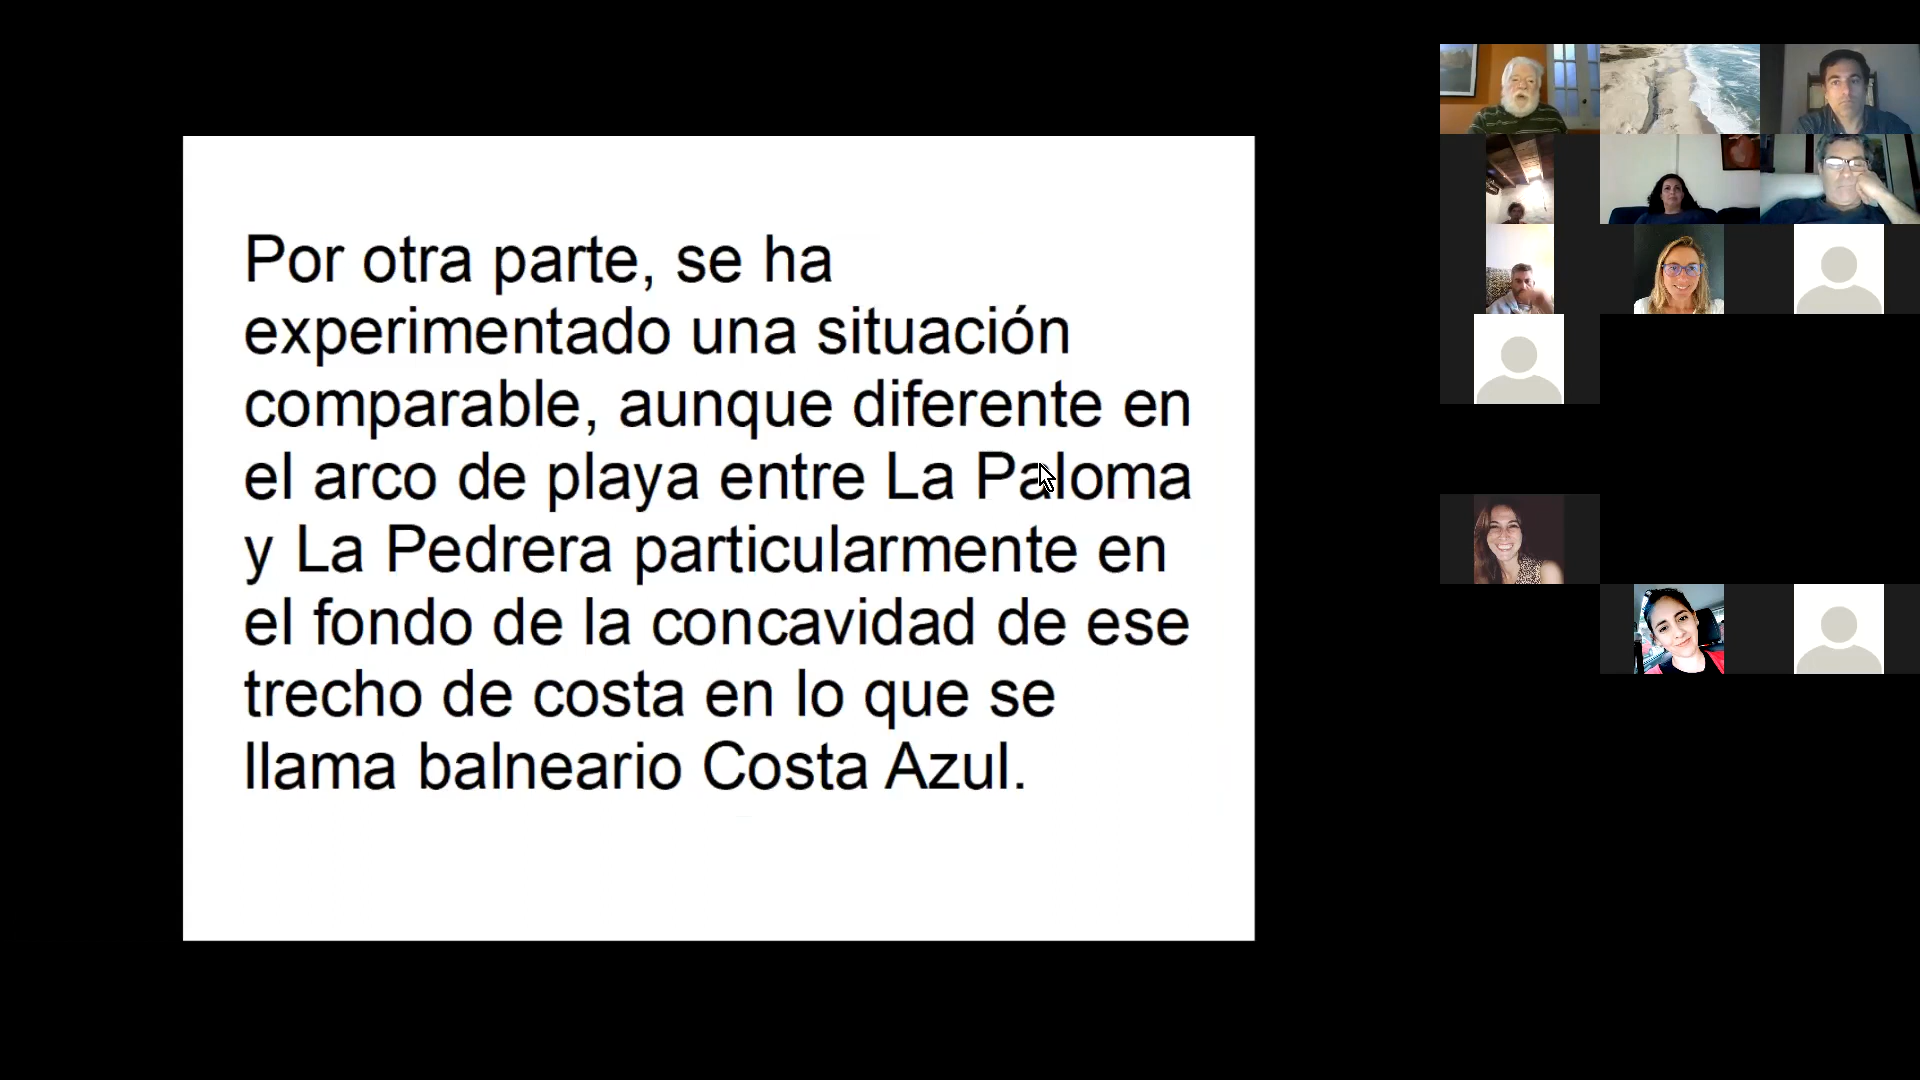 Por otra parte, se ha
experimentado una situación
comparable, aunque diferente en
el arco de playa entre La Paloma
y La Pedrera particularmente en
el fondo de la concavidad de ese
trecho de costa en lo que se
llama balneario Costa Azul.